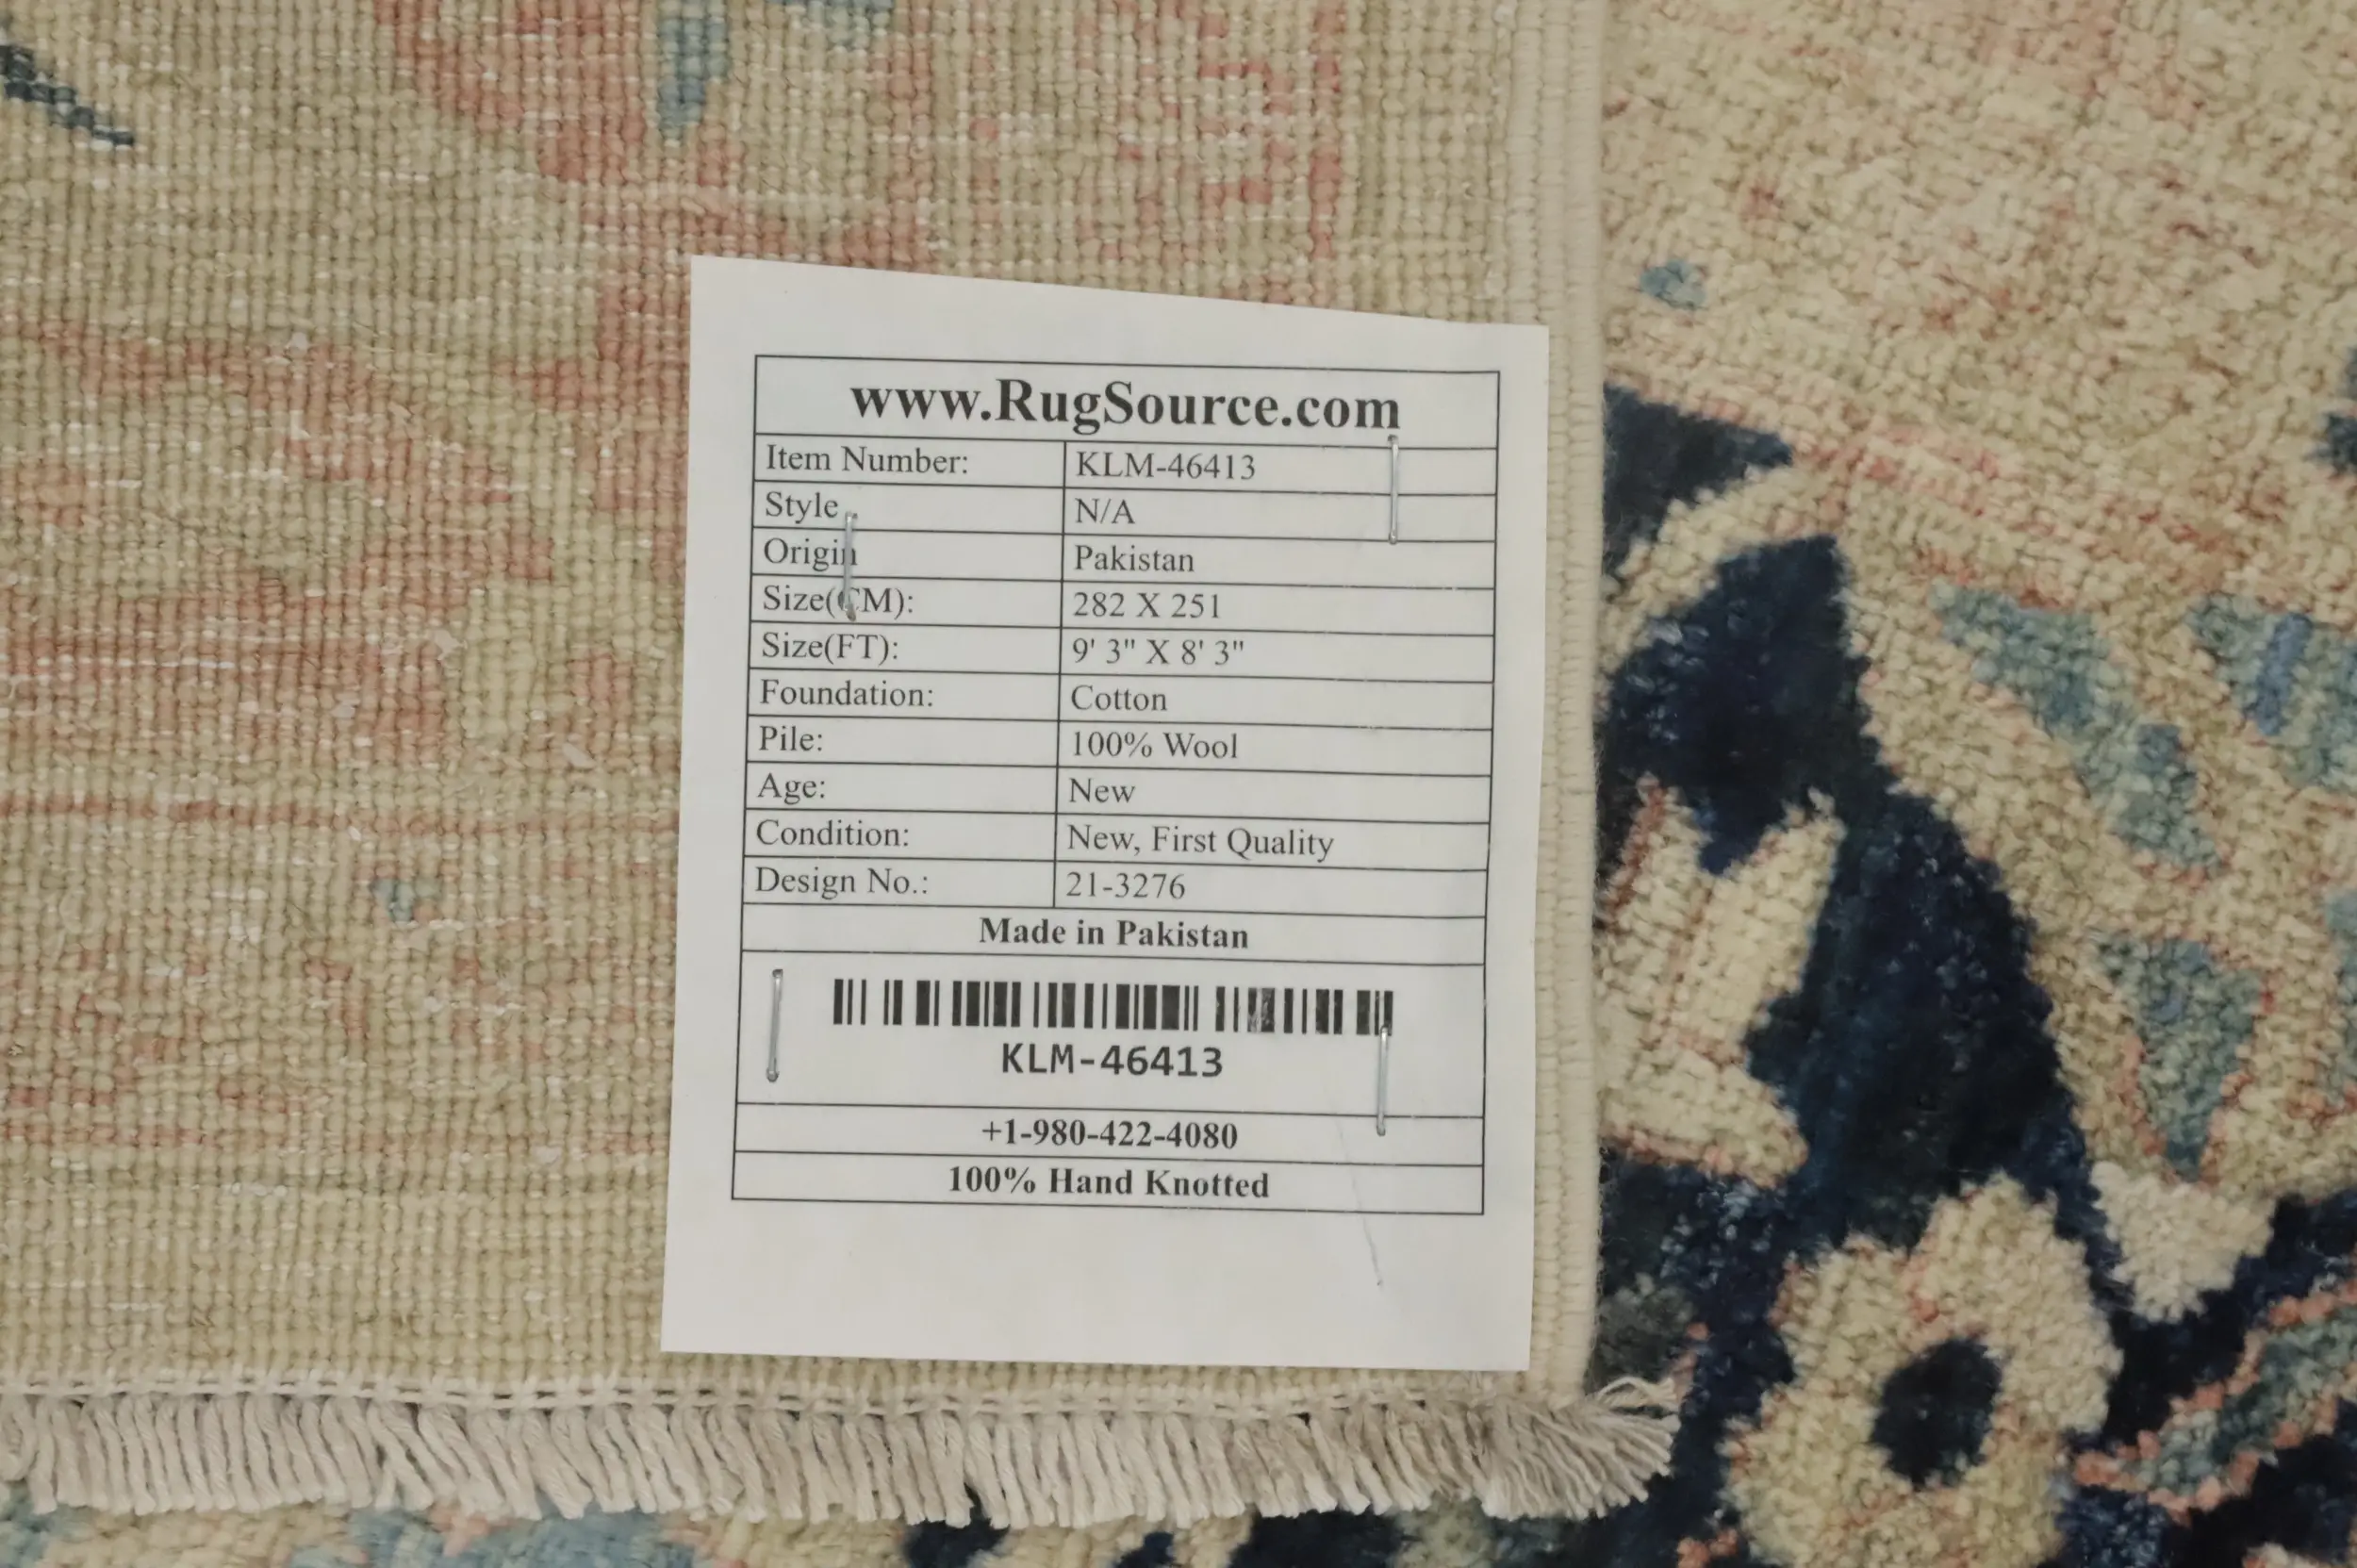 www.RugSource.com
Item Number: KLM-46413
Style N/A
Origin Pakistan
Size(CM): 282 X 251
Size(FT): 9' 3" X 8' 3"
Foundation: Cotton
Pile: 100% Wool
Age: New
Condition: New, First Quality
Design No.: 21-3276
Made in Pakistan
KLM-46413
+1-980-422-4080
100% Hand Knotted